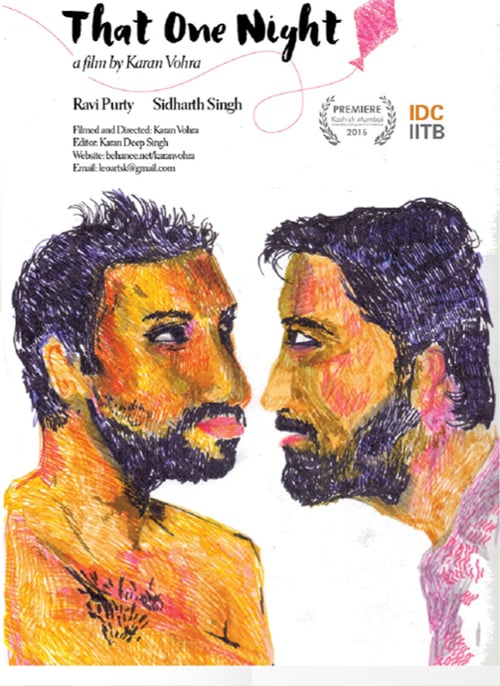 That One Night
a film by Karan Vohra
Ravi Purty Sidharth Singh
Filmed and Directed: Karan Vohra
Editor: Karan Deep Singh
Website: behance.net/karanvohra
Email: leoartsk@gmail.com
PREMIERE
Kashish Mumbai
2016
IDC
IITB